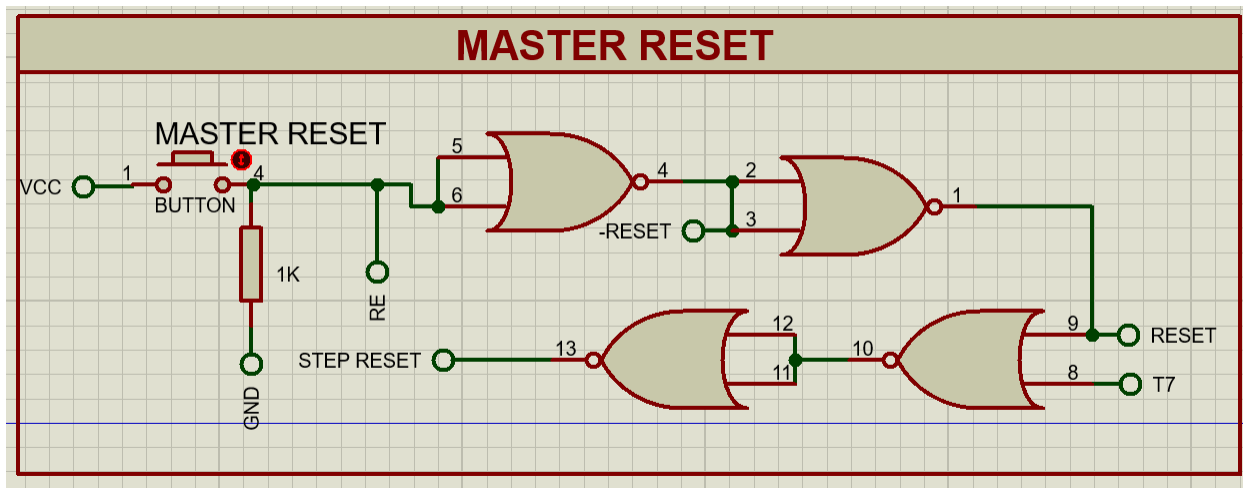 MASTER RESET
MASTER RESET
VCC
1
4
BUTTON
1K
GND
RE
5
6
4
2
3
-RESET
1
9
RESET
8
T7
10
12
11
13
STEP RESET